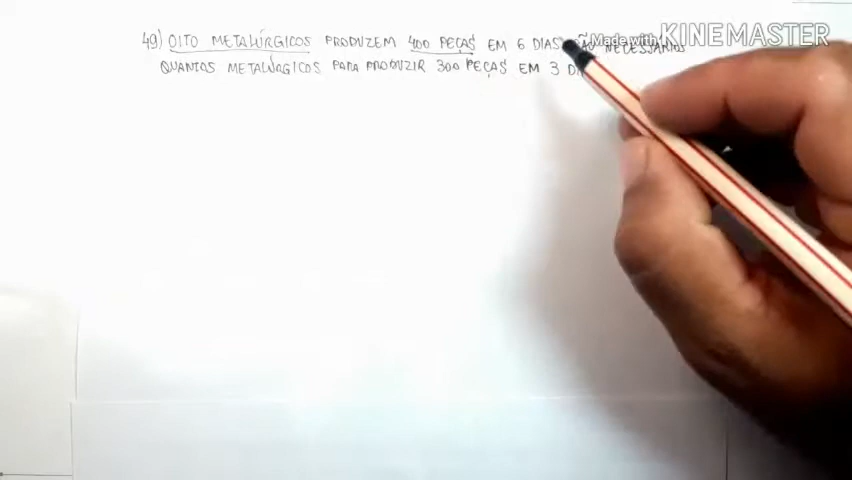 49) OITO METALÚRGICOS PRODUZEM 400 PEÇAS EM 6 DIAS NECESSÁRIOS
Made with KINEMASTER
QUANTOS METALÚRGICOS PARA PRODUZIR 300 PEÇAS EM 3